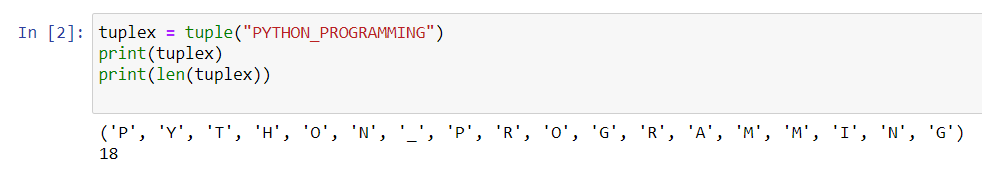 In [2]: tuplex = tuple("PYTHON_PROGRAMMING")
print(tuplex)
print(len(tuplex))
('P', 'Y', 'T', 'H', 'O', 'N', '_', 'P', 'R', 'O', 'G', 'R', 'A', 'M', 'M', 'I', 'N', 'G')
18